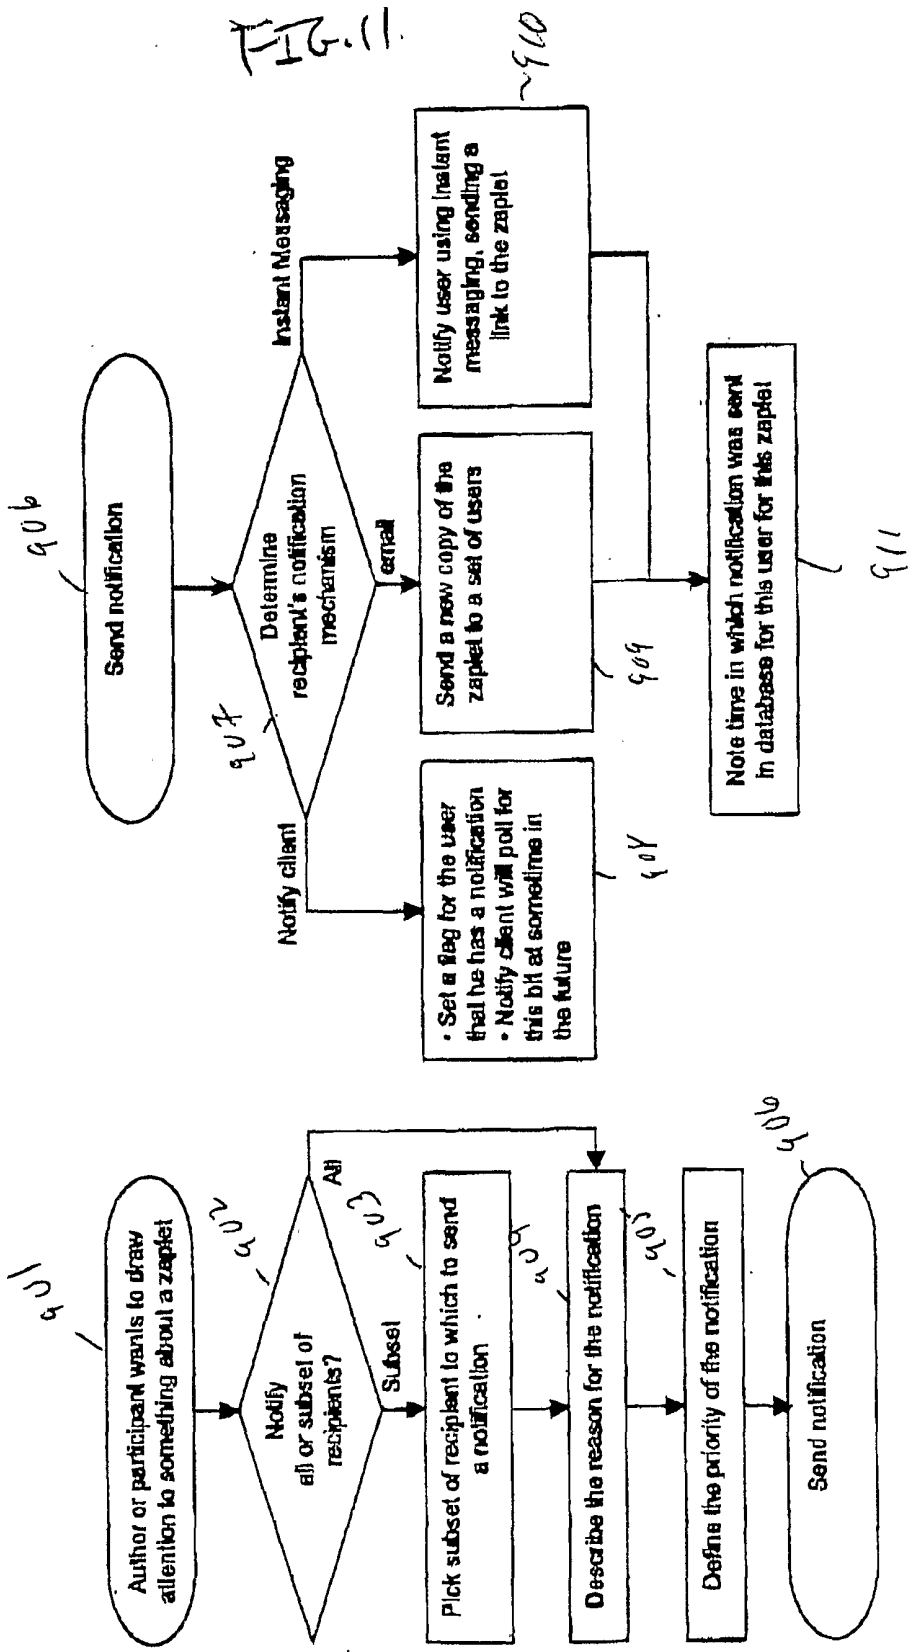 901
Author or participant wants to draw
attention to something about a zaplet
902
Notify
all or subset of
recipients?
All
Subset
903
Pick subset of recipient to which to send
a notification
904
Describe the reason for the notification
905
Define the priority of the notification
906
Send notification
906
Send notification
907
Determine
recipient's notification
mechanism
Notify client
email
Instant Messaging
• Set a flag for the user
that he has a notification
• Notify client will poll for
this bit at sometime in
the future
908
Send a new copy of the
zaplet to a set of users
909
Notify user using instant
messaging, sending a
link to the zaplet
910
Note time in which notification was sent
in database for this user for this zaplet
911
FIG.11.